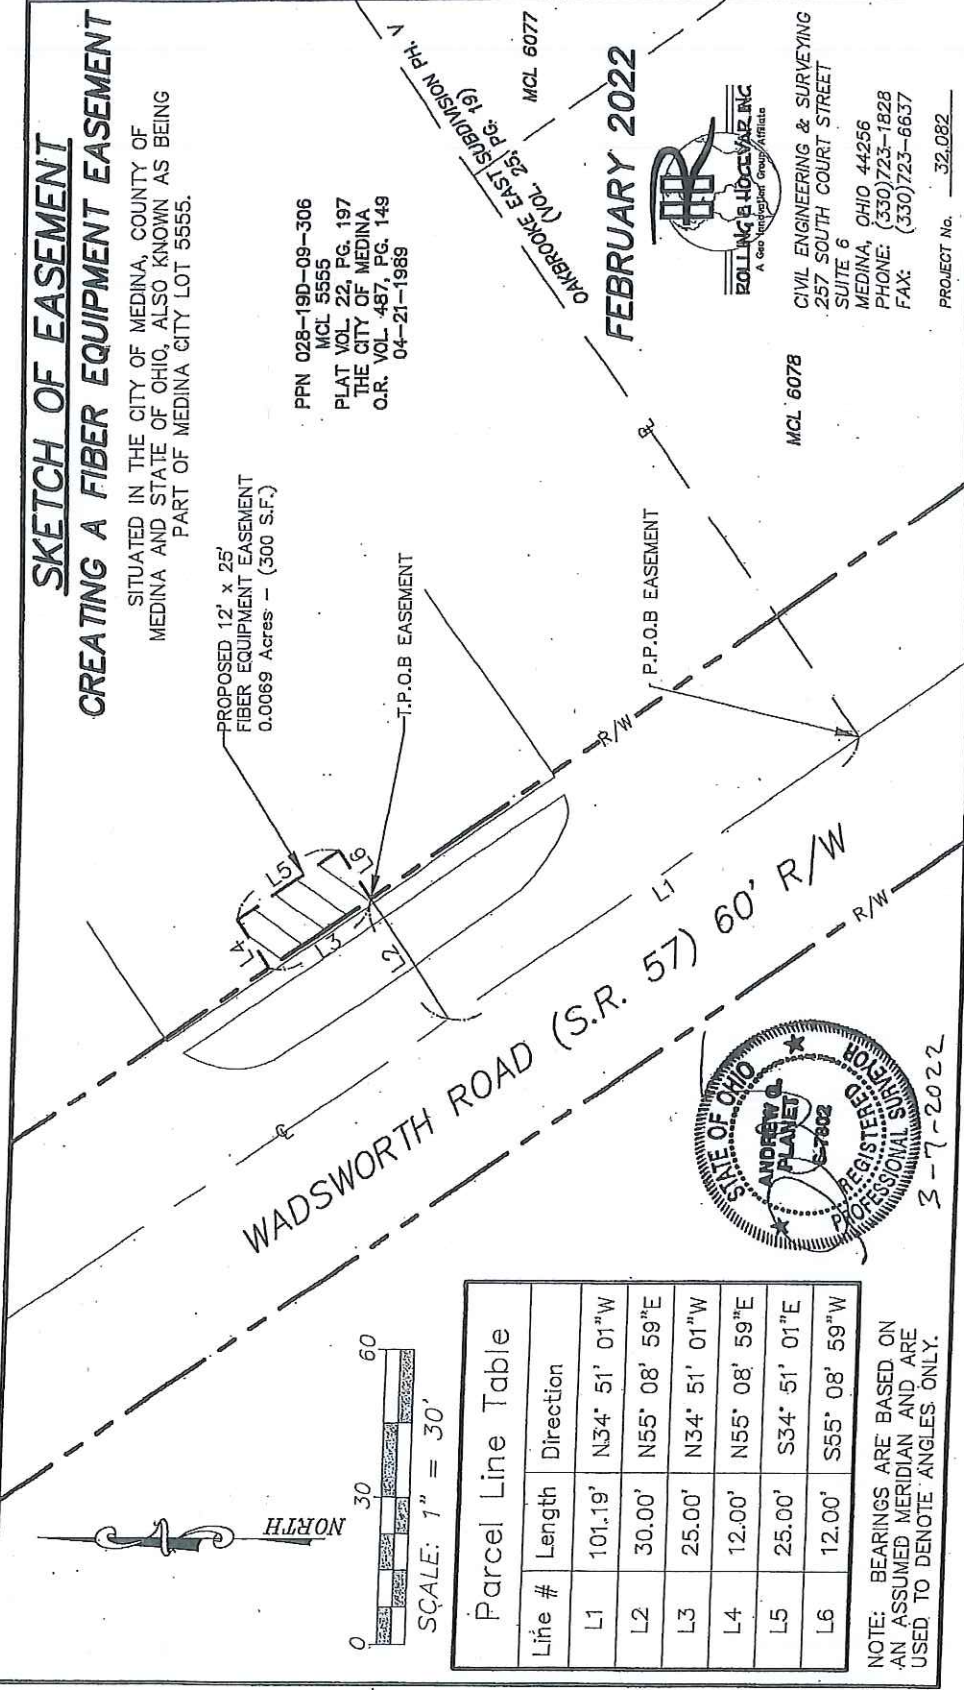 SKETCH OF EASEMENT
CREATING A FIBER EQUIPMENT EASEMENT
SITUATED IN THE CITY OF MEDINA, COUNTY OF
MEDINA AND STATE OF OHIO, ALSO KNOWN AS BEING
PART OF MEDINA CITY LOT 5555.
PROPOSED 12' x 25'
FIBER EQUIPMENT EASEMENT
0.0069 Acres - (300 S.F.)
PPN 028-19D-09-306
MCL 5555
PLAT VOL. 22, PG. 197
THE CITY OF MEDINA
O.R. VOL. 487, PG. 149
04-21-1989
OAKBROOKE EAST SUBDIVISION PH. V
(VOL. 25, PG. 19)
MCL 6077
T.P.O.B EASEMENT
P.P.O.B EASEMENT
L4
L5
L6
L3
L2
L1
R/W
R/W
WADSWORTH ROAD (S.R. 57) 60' R/W
MCL 6078
FEBRUARY 2022
HR
ROLLING & HOCEVAR, INC
A Geo Innovation Group Affiliate
CIVIL ENGINEERING & SURVEYING
257 SOUTH COURT STREET
SUITE 6
MEDINA, OHIO 44256
PHONE: (330)723-1828
FAX: (330)723-6637
PROJECT No. 32,082
NORTH
0 30 60
SCALE: 1" = 30'
Parcel Line Table
Line # Length Direction
L1 101.19' N34° 51' 01"W
L2 30.00' N55° 08' 59"E
L3 25.00' N34° 51' 01"W
L4 12.00' N55° 08' 59"E
L5 25.00' S34° 51' 01"E
L6 12.00' S55° 08' 59"W
NOTE: BEARINGS ARE BASED ON
AN ASSUMED MERIDIAN AND ARE
USED TO DENOTE ANGLES ONLY.
STATE OF OHIO
ANDREW
PLANET
S-7802
REGISTERED
PROFESSIONAL SURVEYOR
3-7-2022